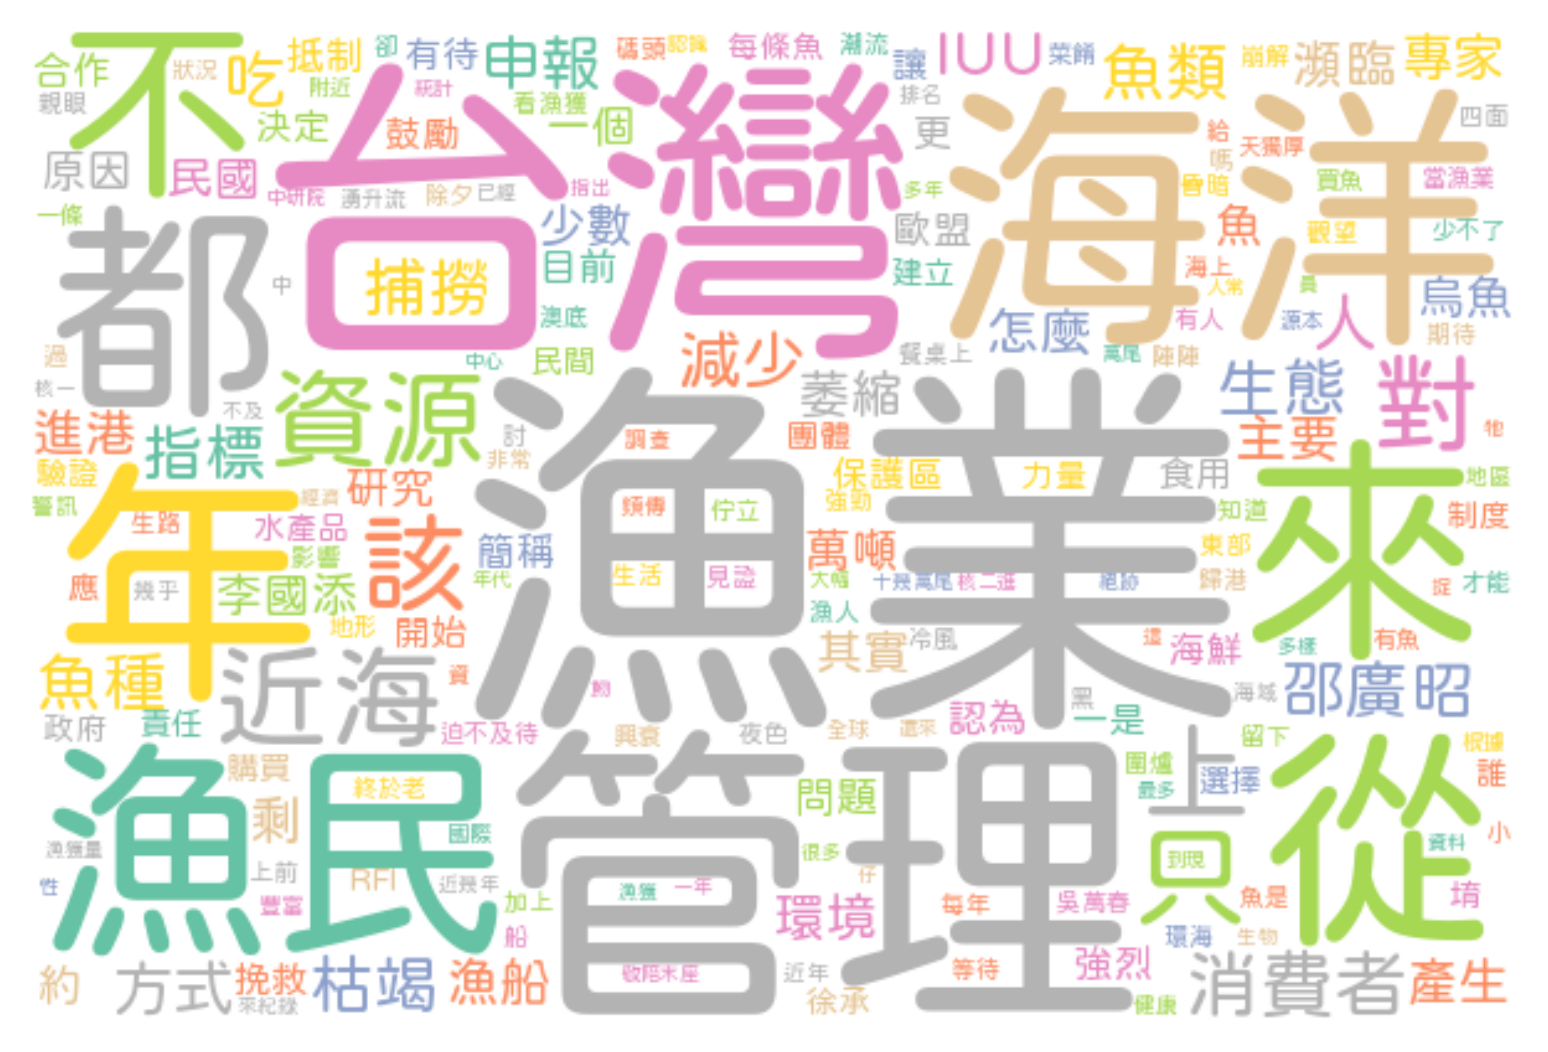 不
合作
狀況
吃
抵制
卻
有待
申報
碼頭
認識
每條魚
潮流
讓
IUU
菜餚
魚類
崩解
瀕臨
專家
親眼
附近
統計
看漁獲
一個
排名
四面
決定
鼓勵
台灣
更
海洋
給
天獨厚
嗎
原因
民國
中研院
湧升流
除夕
已經
指出
多年
昏暗
買魚
當漁業
一條
都
少數
歐盟
魚
觀望
少不了
捕撈
目前
建立
海上
人常
員
中
烏魚
澳底
怎麼
有人
源本
人
期待
過
中心
民間
減少
餐桌上
萬尾
陣陣
核一
不及
資源
萎縮
生態
對
進港
指標
討
非常
調查
團體
漁業
主要
牠
驗證
研究
保護區
力量
食用
地區
警訊
年
經濟
生路
水產品
該
頻傳
佇立
強勁
知道
來
制度
影響
簡稱
萬噸
東部
應
幾乎
李國添
年代
生活
見證
大幅
十幾萬尾
核二進
絕跡
歸港
捉
才能
地形
開始
漁人
其實
冷風
這
海鮮
多樣
有魚
魚種
近海
資
魩
黑
海域
邵廣昭
政府
責任
迫不及待
興衰
夜色
全球
還來
認為
一是
上
留下
根據
漁民
購買
終於老
管理
問題
圍爐
最多
選擇
從
誰
剩
國際
小
漁獲量
很多
只
到現
資料
性
上前
RFI
近幾年
仔
豐富
加上
漁獲
一年
環境
每年
吳萬春
魚是
堉
船
環海
生物
約
方式
挽救
來紀錄
枯竭
漁船
敬陪末座
近年
徐承
等待
強烈
健康
消費者
產生